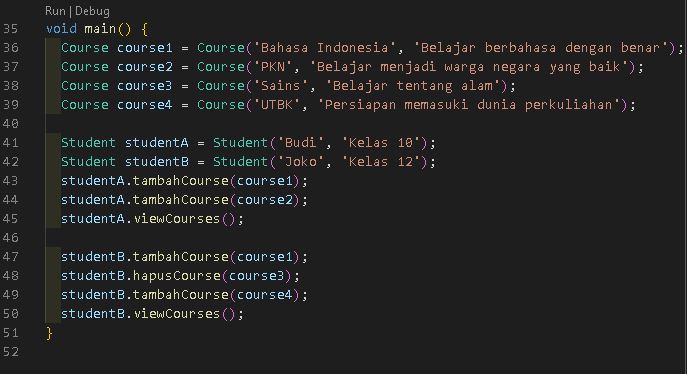 Run | Debug
35 void main() {
36 Course course1 = Course('Bahasa Indonesia', 'Belajar berbahasa dengan benar');
37 Course course2 = Course('PKN', 'Belajar menjadi warga negara yang baik');
38 Course course3 = Course('Sains', 'Belajar tentang alam');
39 Course course4 = Course('UTBK', 'Persiapan memasuki dunia perkuliahan');
40
41 Student studentA = Student('Budi', 'Kelas 10');
42 Student studentB = Student('Joko', 'Kelas 12');
43 studentA.tambahCourse(course1);
44 studentA.tambahCourse(course2);
45 studentA.viewCourses();
46
47 studentB.tambahCourse(course1);
48 studentB.hapusCourse(course3);
49 studentB.tambahCourse(course4);
50 studentB.viewCourses();
51 }
52